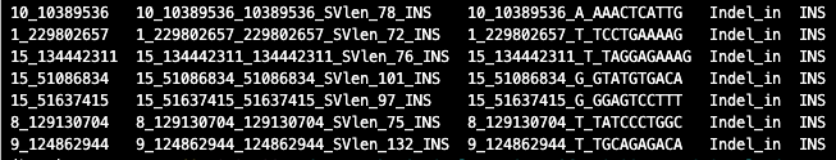 10_10389536 10_10389536_10389536_SVlen_78_INS 10_10389536_A_AAACTCATTG Indel_in INS
1_229802657 1_229802657_229802657_SVlen_72_INS 1_229802657_T_TCCTGAAAAG Indel_in INS
15_134442311 15_134442311_134442311_SVlen_76_INS 15_134442311_T_TAGGAGAAAG Indel_in INS
15_51086834 15_51086834_51086834_SVlen_101_INS 15_51086834_G_GTATGTGACA Indel_in INS
15_51637415 15_51637415_51637415_SVlen_97_INS 15_51637415_G_GGAGTCCTTT Indel_in INS
8_129130704 8_129130704_129130704_SVlen_75_INS 8_129130704_T_TATCCCTGGC Indel_in INS
9_124862944 9_124862944_124862944_SVlen_132_INS 9_124862944_T_TGCAGAGACA Indel_in INS